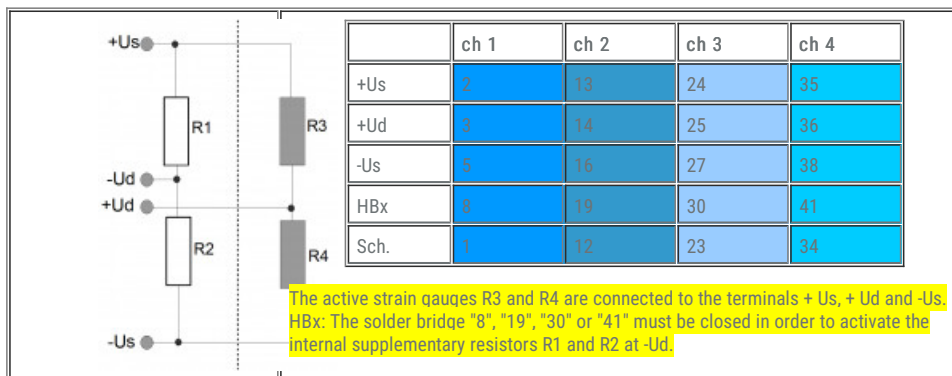 +Us
R1
R3
-Ud
+Ud
R2
R4
-Us
ch 1 ch 2 ch 3 ch 4
+Us 2 13 24 35
+Ud 3 14 25 36
-Us 5 16 27 38
HBx 8 19 30 41
Sch. 1 12 23 34
The active strain gauges R3 and R4 are connected to the terminals + Us, + Ud and -Us.
HBx: The solder bridge "8", "19", "30" or "41" must be closed in order to activate the
internal supplementary resistors R1 and R2 at -Ud.